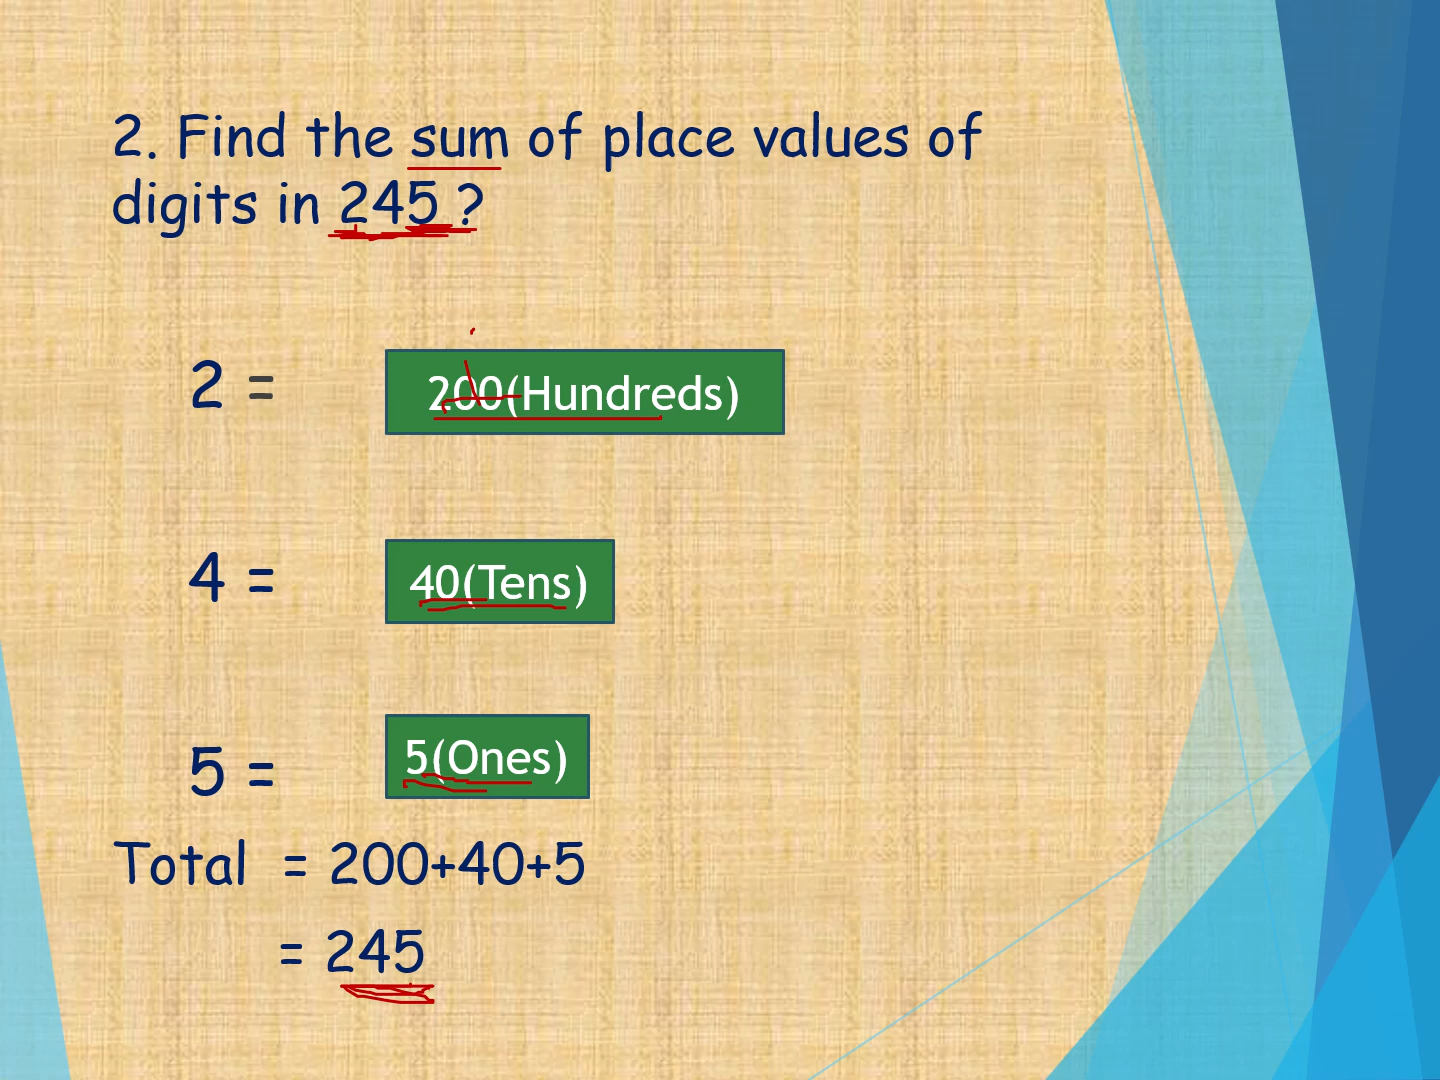 2. Find the sum of place values of
digits in 245 ?
2 = 200(Hundreds)
4 = 40(Tens)
5 = 5(Ones)
Total = 200+40+5
= 245